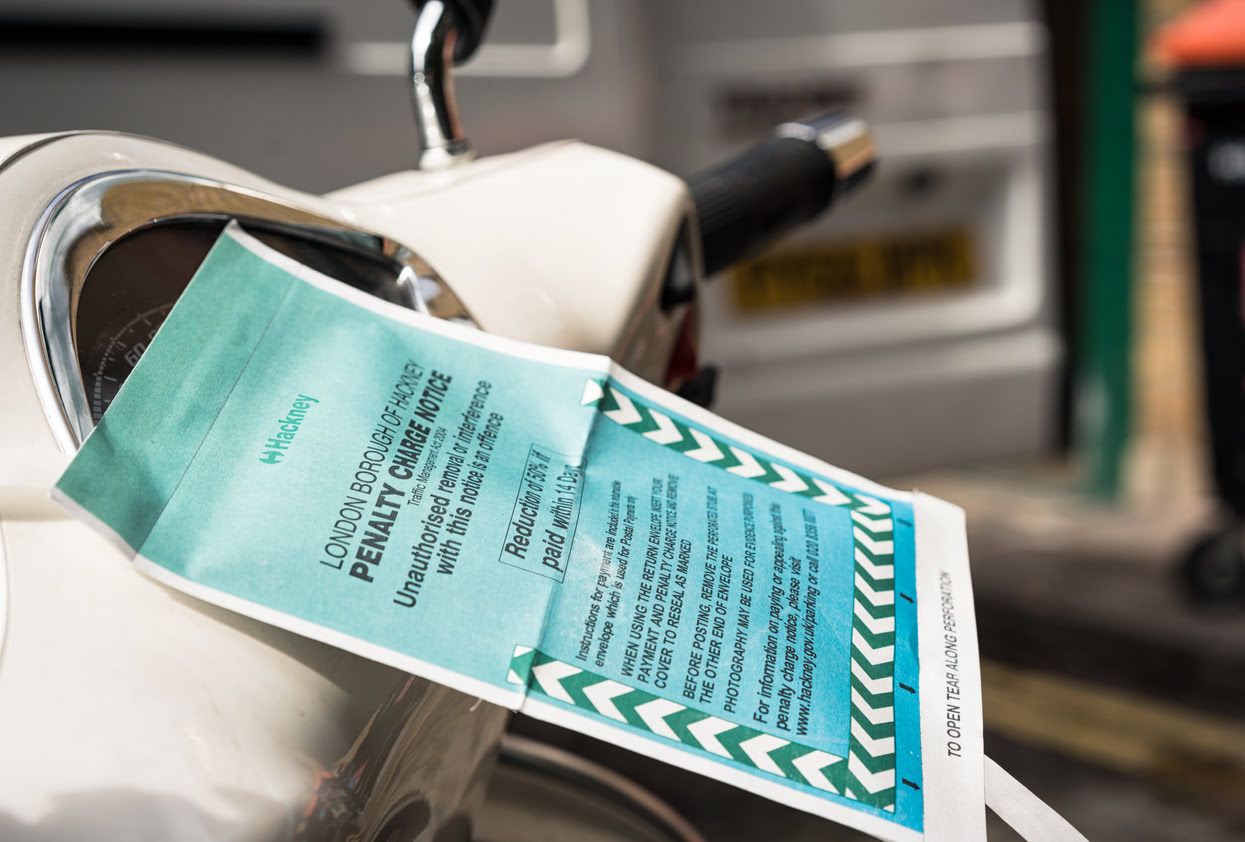 Hackney
LONDON BOROUGH OF HACKNEY
PENALTY CHARGE NOTICE
Traffic Management Act 2004
Unauthorised removal or interference
with this notice is an offence
Reduction of 50% if
paid within 14 Days
Instructions for payment are included in the returnable
envelope which is used for Postal Payments only
WHEN USING THE RETURN ENVELOPE, INSERT YOUR
PAYMENT AND PENALTY CHARGE NOTICE AND REMOVE
COVER TO RESEAL AS MARKED
BEFORE POSTING, REMOVE THE PERFORATED STUB AT
THE OTHER END OF ENVELOPE
PHOTOGRAPHY MAY BE USED FOR EVIDENCE PURPOSES
For information on paying or appealing against this
penalty charge notice, please visit
www.hackney.gov.uk/parking or call 020 8356
TO OPEN TEAR ALONG PERFORATION
60